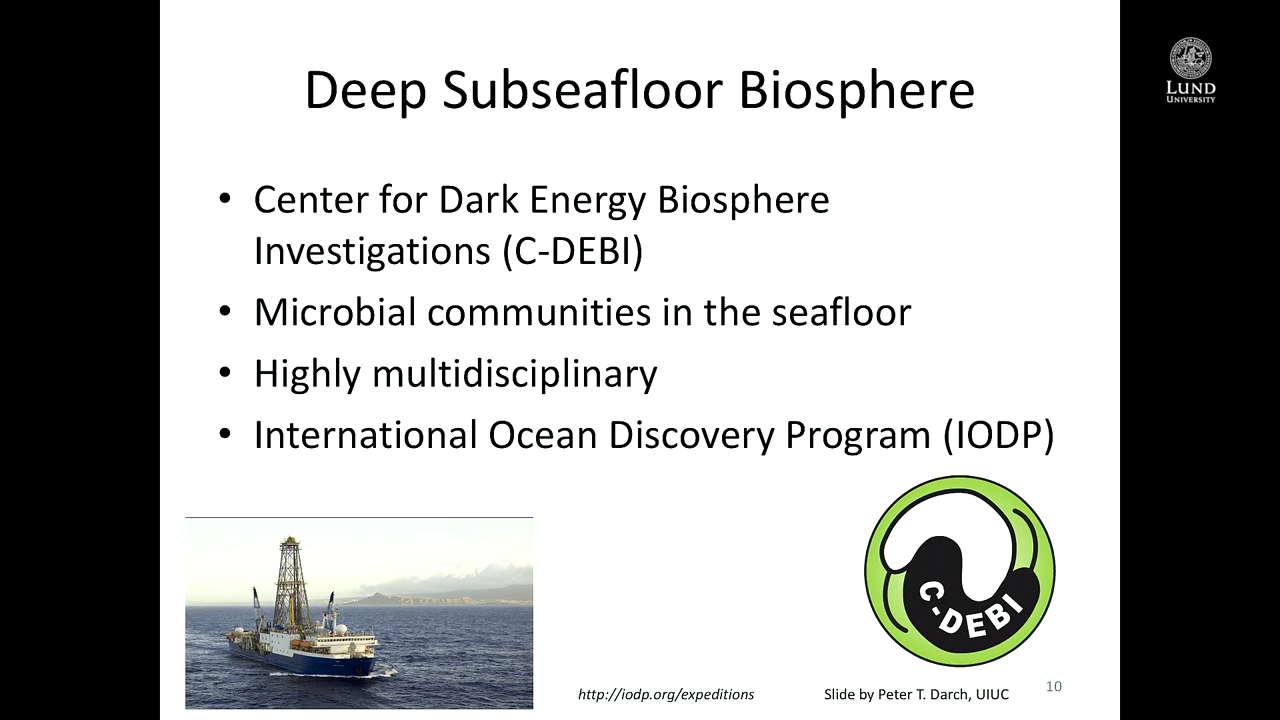 Deep Subseafloor Biosphere
LUND
UNIVERSITY
• Center for Dark Energy Biosphere
Investigations (C-DEBI)
• Microbial communities in the seafloor
• Highly multidisciplinary
• International Ocean Discovery Program (IODP)
C-DEBI
http://iodp.org/expeditions
Slide by Peter T. Darch, UIUC
10